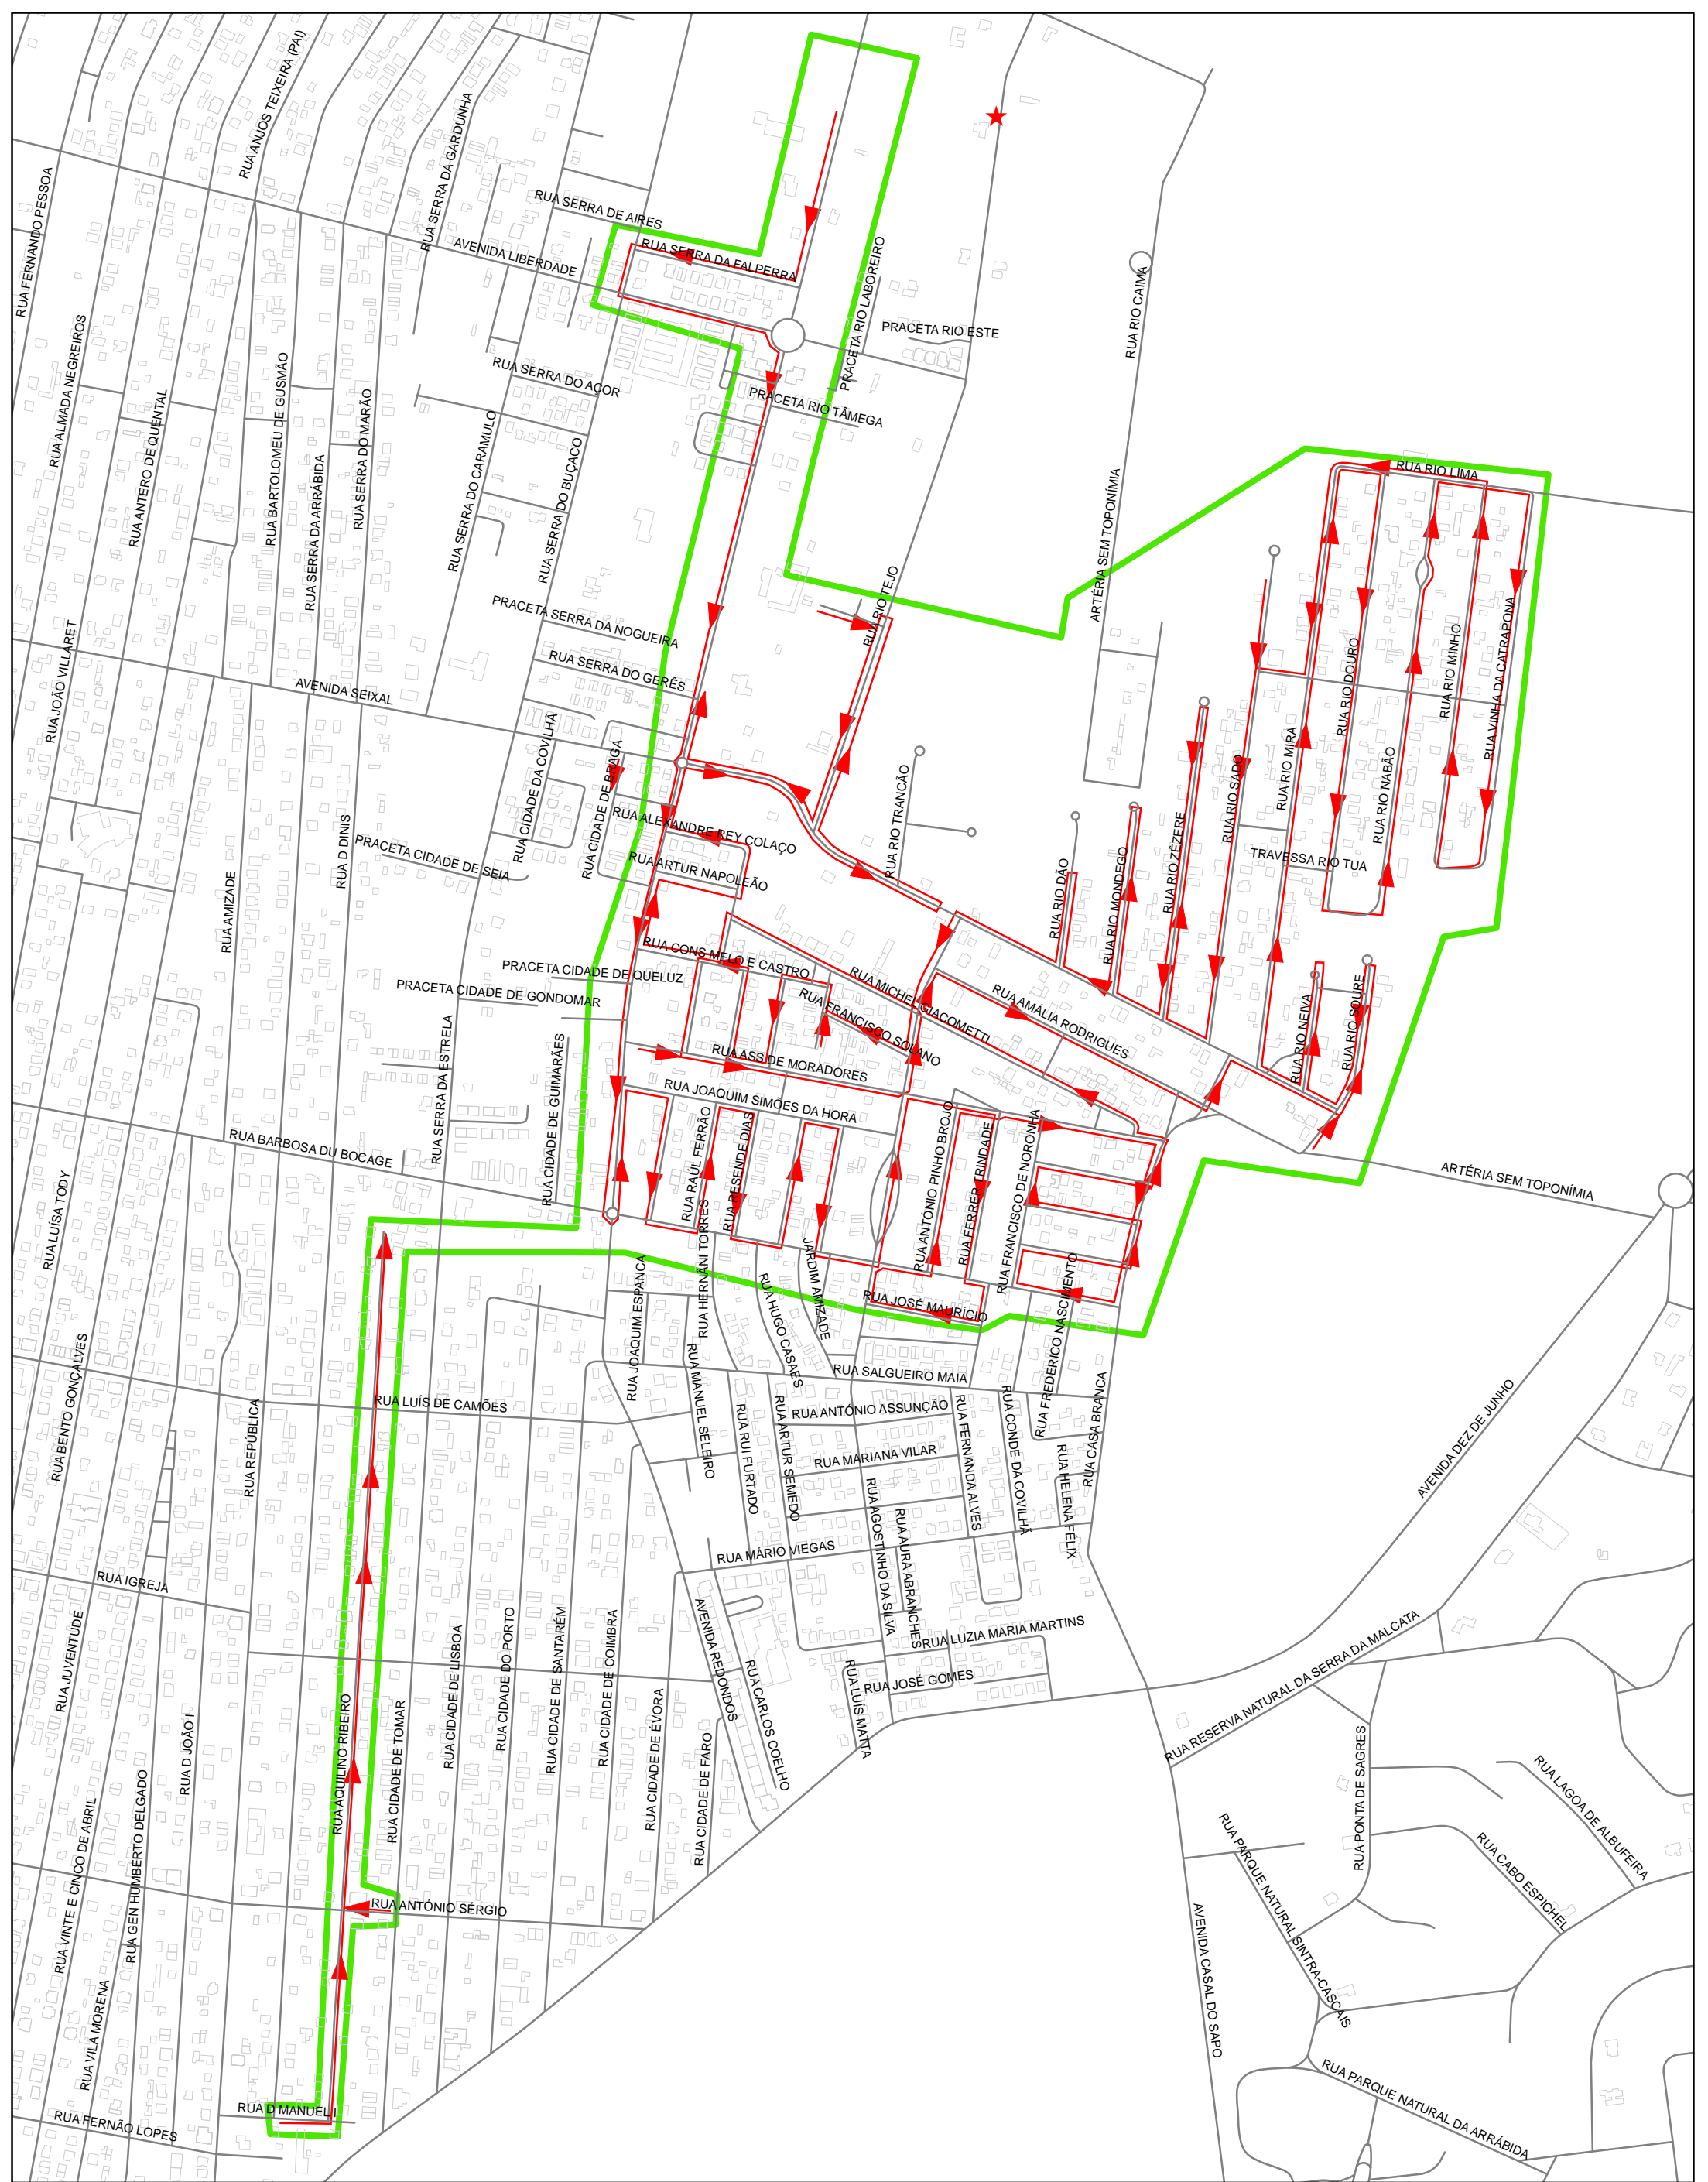 RUA ANJOS TEIXEIRA (PAI)
RUA SERRA DA GARDUNHA
RUA FERNANDO PESSOA
RUA SERRA DE AIRES
AVENIDA LIBERDADE
RUA SERRA DA FALPERRA
PRACETA RIO LABOREIRO
PRACETA RIO ESTE
RUA RIO CAIMA
RUA ALMADA NEGREIROS
RUA ANTERO DE QUENTAL
RUA BARTOLOMEU DE GUSMÃO
RUA SERRA DA ARRÁBIDA
RUA SERRA DO MARÃO
RUA SERRA DO AÇOR
PRACETA RIO TÂMEGA
RUA SERRA DO CARAMULO
RUA SERRA DO BUÇACO
ARTÉRIA SEM TOPONÍMIA
RUA RIO LIMA
RUA RIO TEJO
PRACETA SERRA DA NOGUEIRA
RUA SERRA DO GERÊS
RUA JOÃO VILLARET
AVENIDA SEIXAL
RUA RIO DOURO
RUA RIO MINHO
RUA VINHA DA CATRAPONA
RUA CIDADE DA COVILHÃ
RUA CIDADE DE BRAGA
RUA RIO TRANCÃO
RUA RIO SADO
RUA RIO MIRA
RUA RIO NABÃO
RUA ALEXANDRE REY COLAÇO
RUA ARTUR NAPOLEÃO
PRACETA CIDADE DE SEIA
RUA D DINIS
RUA AMIZADE
RUA RIO DÃO
RUA RIO MONDEGO
RUA RIO ZÊZERE
TRAVESSA RIO TUA
RUA CONS MELO E CASTRO
PRACETA CIDADE DE QUELUZ
PRACETA CIDADE DE GONDOMAR
RUA MICHEL GIACOMETTI
RUA FRANCISCO SOLANO
RUA AMÁLIA RODRIGUES
RUA RIO NEIVA
RUA RIO SOURE
RUA ASS DE MORADORES
RUA JOAQUIM SIMÕES DA HORA
RUA SERRA DA ESTRELA
RUA CIDADE DE GUIMARÃES
RUA BARBOSA DU BOCAGE
RUA RAÚL FERRÃO
RUA RESENDE DIAS
RUA ANTÓNIO PINHO BROJO
RUA FERRER TRINDADE
RUA FRANCISCO DE NORONHA
ARTÉRIA SEM TOPONÍMIA
RUA LUÍSA TODY
RUA HERNÂNI TORRES
RUA JOAQUIM ESPANCA
RUA HUGO CASAES
JARDIM AMIZADE
RUA JOSÉ MAURÍCIO
RUA FREDERICO NASCIMENTO
RUA BENTO GONÇALVES
RUA REPÚBLICA
RUA LUÍS DE CAMÕES
RUA MANUEL SELEIRO
RUA RUI FURTADO
RUA ARTUR SEMEDO
RUA SALGUEIRO MAIA
RUA ANTÓNIO ASSUNÇÃO
RUA MARIANA VILAR
RUA FERNANDA ALVES
RUA CONDE DA COVILHÃ
RUA HELENA FÉLIX
RUA CASA BRANCA
AVENIDA DEZ DE JUNHO
RUA AGOSTINHO DA SILVA
RUA AURA ABRANCHES
RUA MÁRIO VIEGAS
RUA IGREJA
RUA JUVENTUDE
AVENIDA REDONDOS
RUA CARLOS COELHO
RUA LUZIA MARIA MARTINS
RUA JOSÉ GOMES
RUA LUÍS MATTA
RUA RESERVA NATURAL DA SERRA DA MALCATA
RUA D JOÃO I
RUA AQUILINO RIBEIRO
RUA CIDADE DE TOMAR
RUA CIDADE DE LISBOA
RUA CIDADE DO PORTO
RUA CIDADE DE SANTARÉM
RUA CIDADE DE COIMBRA
RUA CIDADE DE ÉVORA
RUA CIDADE DE FARO
RUA VINTE E CINCO DE ABRIL
RUA GEN HUMBERTO DELGADO
RUA PONTA DE SAGRES
RUA LAGOA DE ALBUFEIRA
RUA CABO ESPICHEL
RUA PARQUE NATURAL SINTRA-CASCAIS
RUA ANTÓNIO SÉRGIO
AVENIDA CASAL DO SAPO
RUA VILA MORENA
RUA D MANUEL I
RUA FERNÃO LOPES
RUA PARQUE NATURAL DA ARRÁBIDA